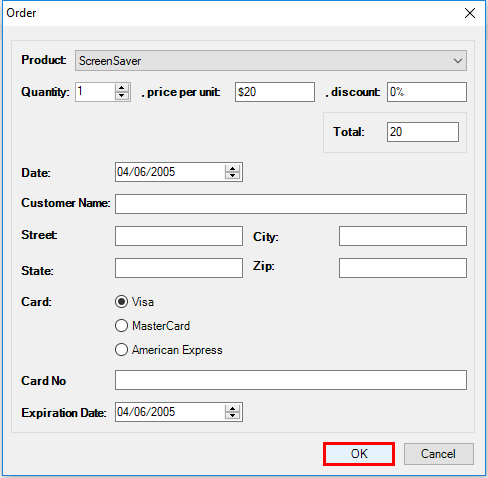 Order
Product: ScreenSaver
Quantity: 1 , price per unit: $20 , discount: 0%
Total: 20
Date: 04/06/2005
Customer Name:
Street: City:
State: Zip:
Card: Visa
MasterCard
American Express
Card No
Expiration Date: 04/06/2005
OK Cancel